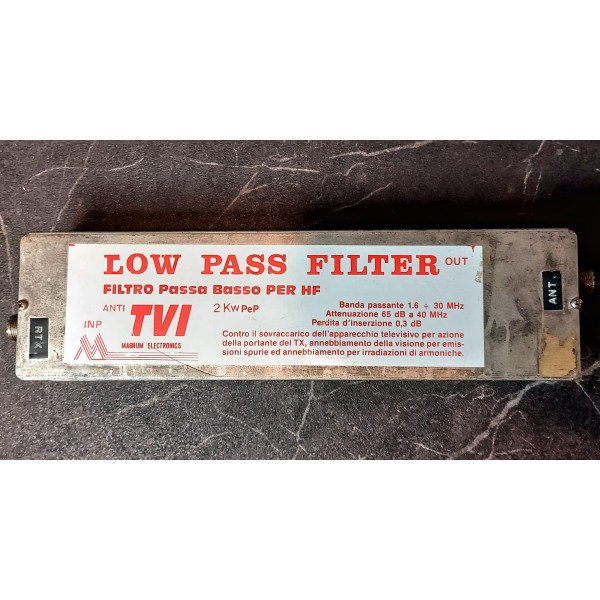 LOW PASS FILTER OUT
FILTRO Passa Basso PER HF
ANTI TVI 2 Kw PeP
INP
MAGNUM ELECTRONICS
Banda passante 1.6 ÷ 30 MHz
Attenuazione 65 dB a 40 MHz
Perdita d'inserzione 0,3 dB
Contro il sovraccarico dell'apparecchio televisivo per azione
della portante del TX, annebbiamento della visione per emis-
sioni spurie ed annebbiamento per irradiazioni di armoniche.
RTX.
ANT.